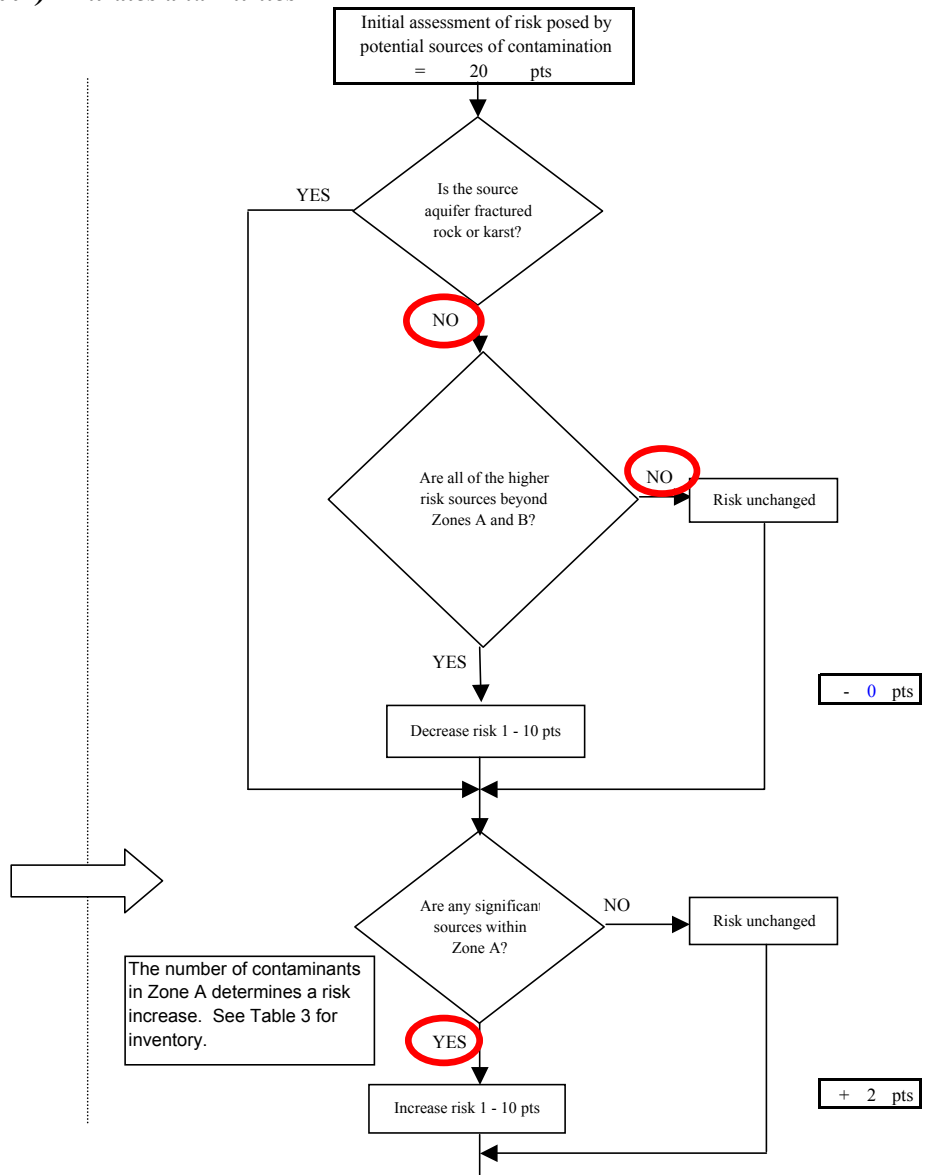 Initial assessment of risk posed by
potential sources of contamination
= 20 pts
YES
Is the source
aquifer fractured
rock or karst?
NO
Are all of the higher
risk sources beyond
Zones A and B?
NO
Risk unchanged
YES
- 0 pts
Decrease risk 1 - 10 pts
Are any significant
sources within
Zone A?
NO
Risk unchanged
The number of contaminants
in Zone A determines a risk
increase. See Table 3 for
inventory.
YES
+ 2 pts
Increase risk 1 - 10 pts